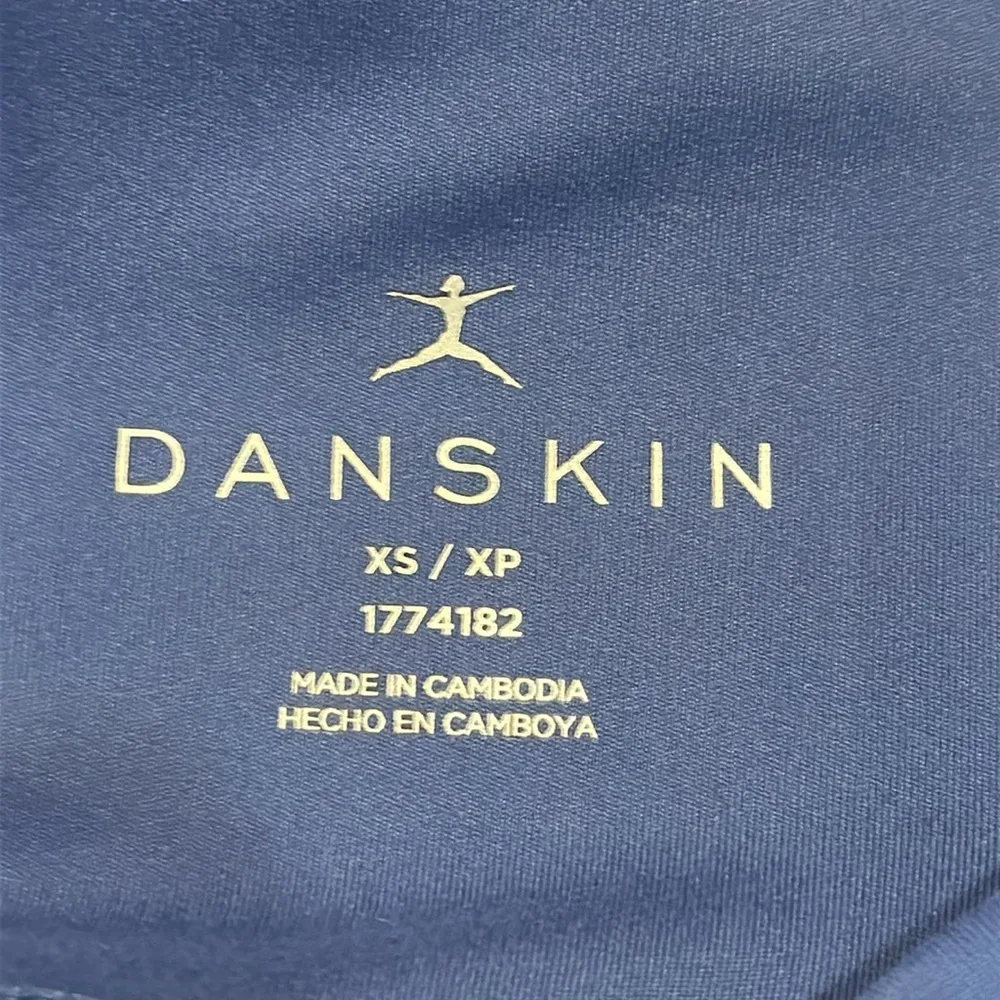 DANSKIN
XS / XP
1774182
MADE IN CAMBODIA
HECHO EN CAMBOYA